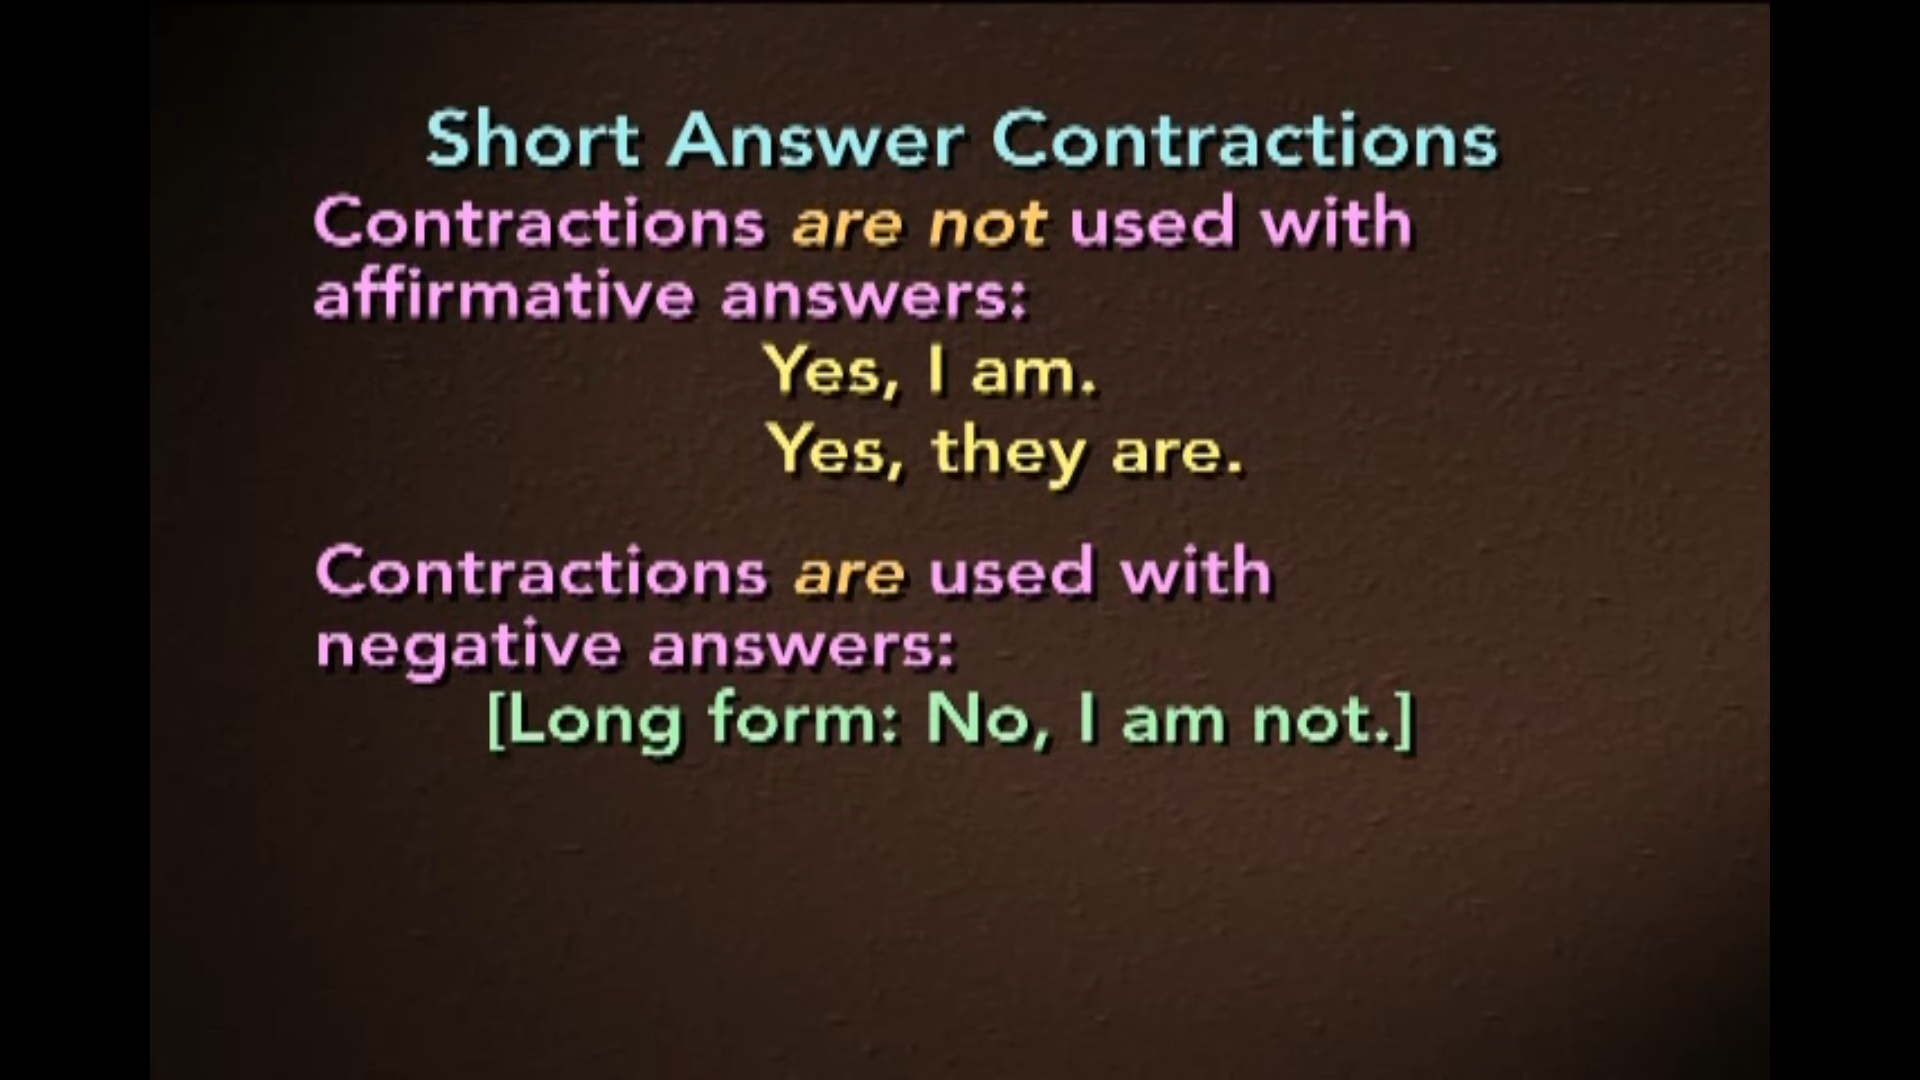 Short Answer Contractions
Contractions are not used with
affirmative answers:
Yes, I am.
Yes, they are.
Contractions are used with
negative answers:
[Long form: No, I am not.]